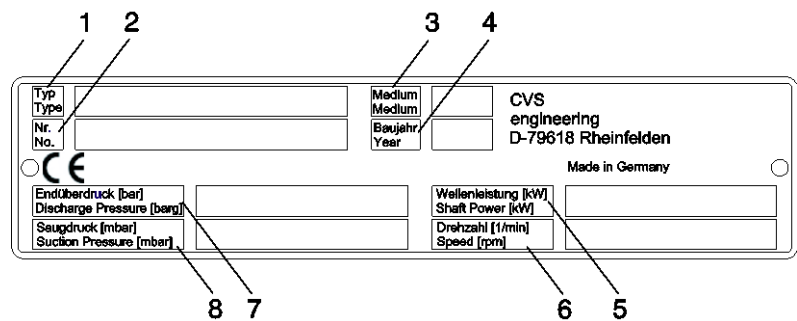 1 2 3 4
Typ
Type
Medium
Medium
CVS
engineering
D-79618 Rheinfelden
Nr.
No.
Baujahr
Year
CE
Made in Germany
Endüberdruck [bar]
Discharge Pressure [barg]
Wellenleistung [kW]
Shaft Power [kW]
Saugdruck [mbar]
Suction Pressure [mbar]
Drehzahl [1/min]
Speed [rpm]
8 7 6 5